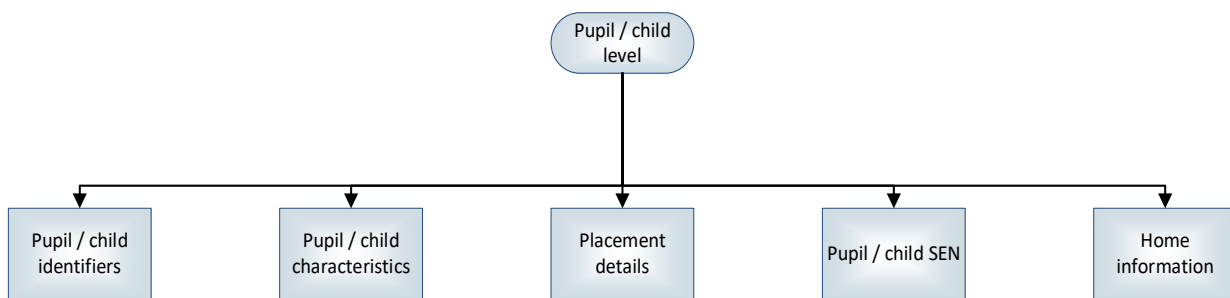 Pupil / child
level
Pupil / child
identifiers
Pupil / child
characteristics
Placement
details
Pupil / child SEN
Home
information